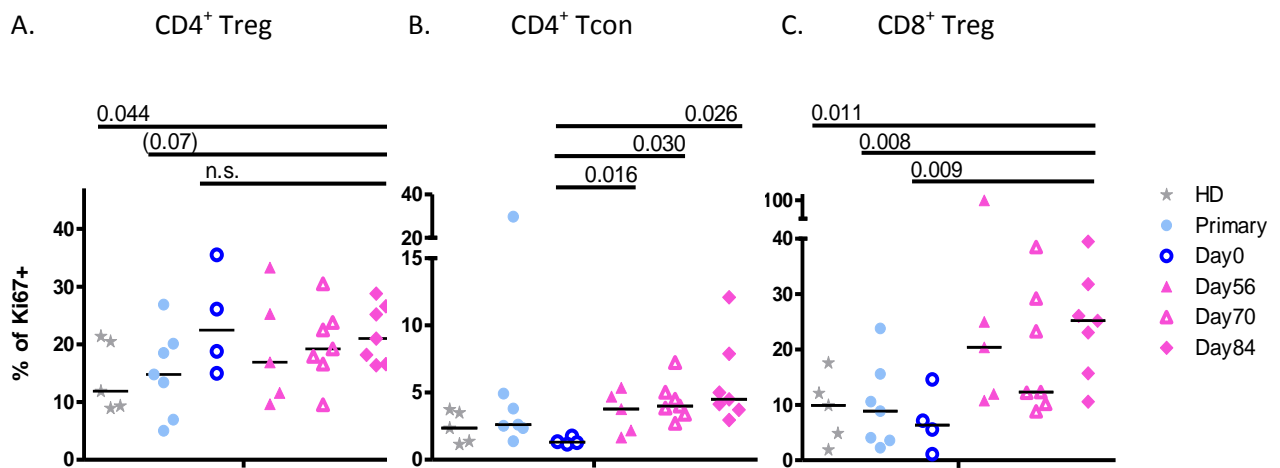 A. CD4⁺ Treg
B. CD4⁺ Tcon
C. CD8⁺ Treg
0.044
(0.07)
n.s.
% of Ki67+
40
30
20
10
0
0.026
0.030
0.016
40
20
15
10
5
0
0.011
0.008
0.009
100
40
30
20
10
0
HD
Primary
Day0
Day56
Day70
Day84